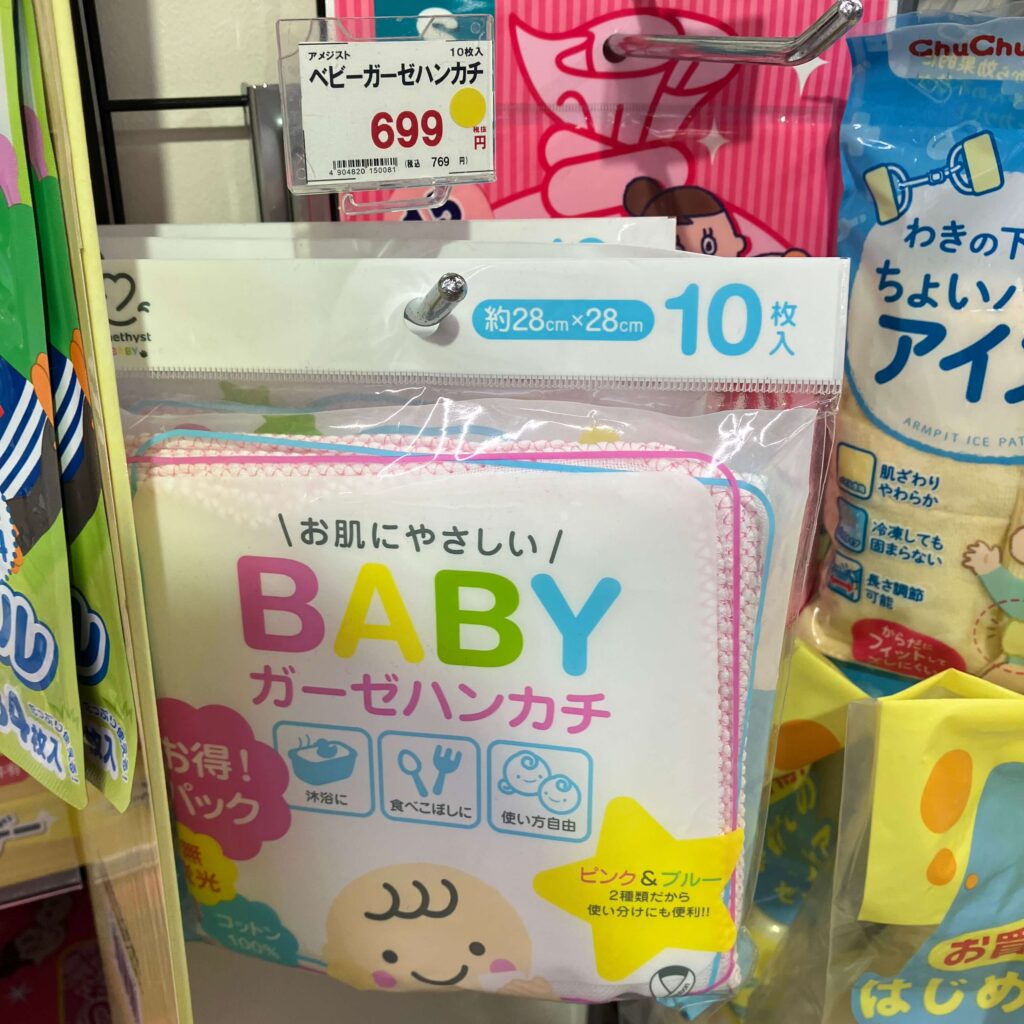 アメジスト 10枚入
ベビーガーゼハンカチ
699 税抜 円
4 904820 150081 (税込 769 円)
BABY
約28cm×28cm 10枚入
\お肌にやさしい/
BABY
ガーゼハンカチ
お得!
パック
沐浴に
食べこぼしに
使い方自由
コットン
100%
ピンク&ブルー
2種類だから
使い分けにも便利!!
ChuChu
わきの下
ちょい
ARMPIT ICE
肌ざわり
やわらか
冷凍しても
固まらない
長さ調節
可能
からだに
フィットして
はじめ